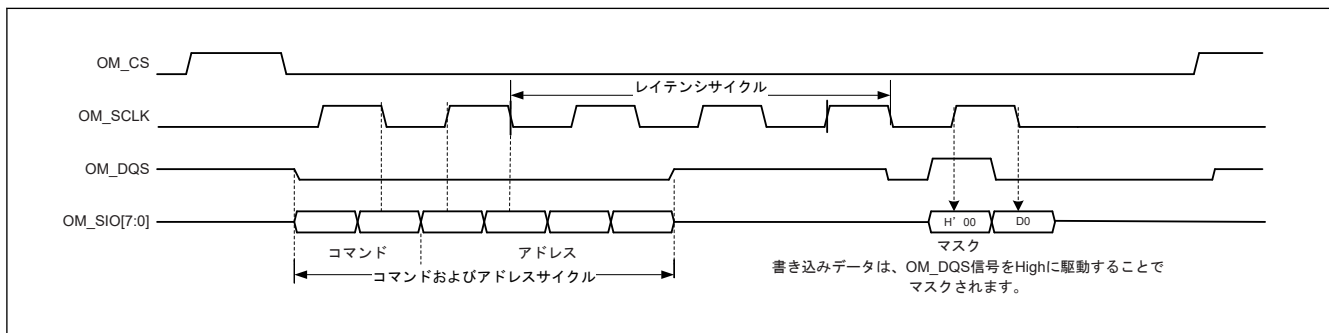 OM_CS
レイテンシサイクル
OM_SCLK
OM_DQS
OM_SIO[7:0]
H' 00
D0
コマンド
アドレス
マスク
コマンドおよびアドレスサイクル
書き込みデータは、OM_DQS信号をHighに駆動することで
マスクされます。